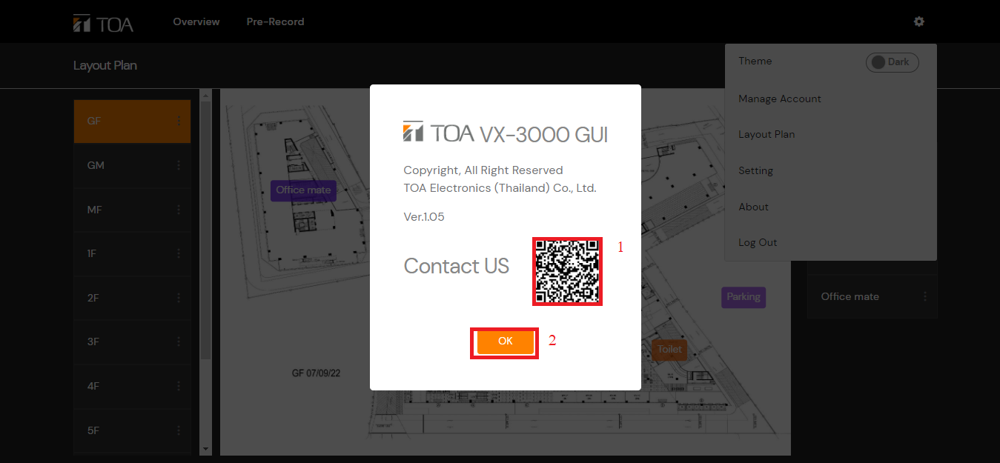 TOA
Overview
Pre-Record
Layout Plan
Theme
Dark
Manage Account
Layout Plan
Setting
About
Log Out
GF
GM
MF
1F
2F
3F
4F
5F
Office mate
GF 07/09/22
TOA VX-3000 GUI
Copyright, All Right Reserved
TOA Electronics (Thailand) Co., Ltd.
Ver.1.05
Contact US
1
OK
2
Parking
Toilet
Office mate